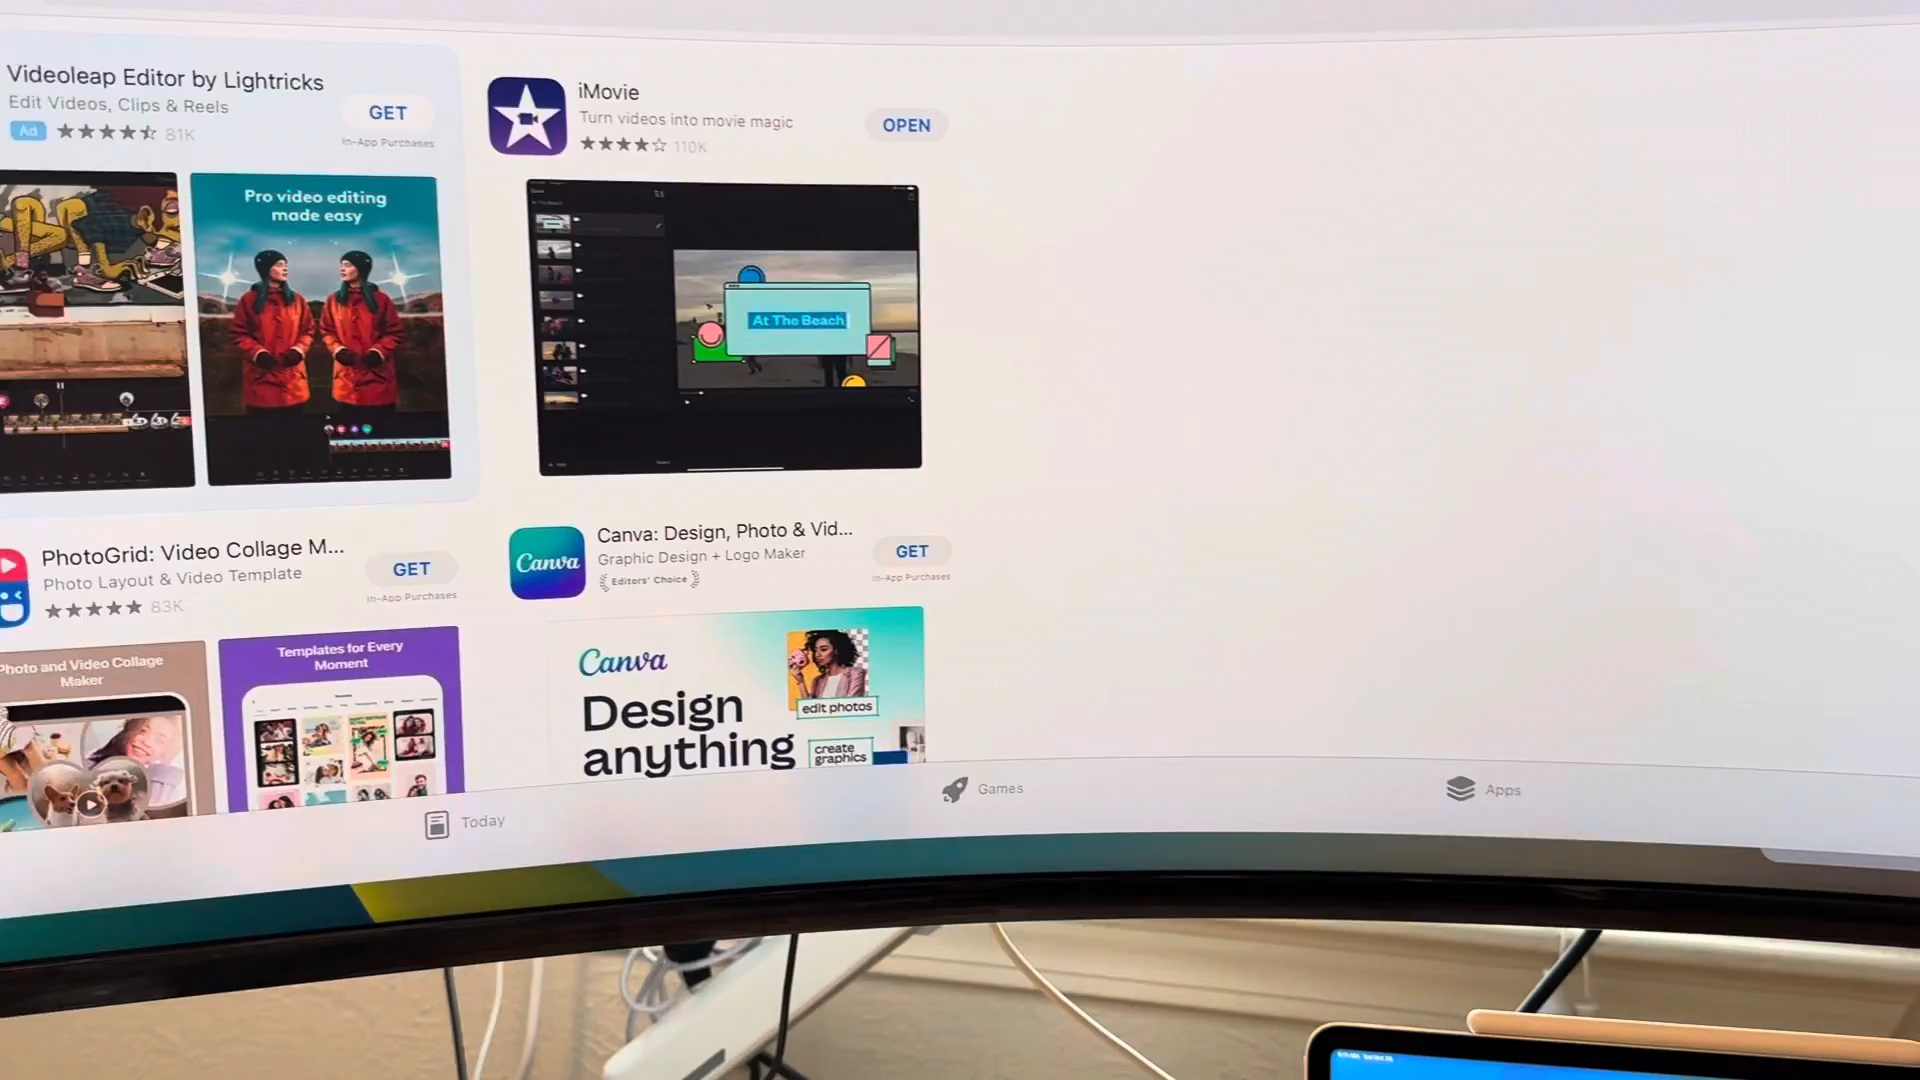 Videoleap Editor by Lightricks
Edit Videos, Clips & Reels
Ad 81K
GET
In-App Purchases
Pro video editing
made easy
iMovie
Turn videos into movie magic
110K
OPEN
At The Beach
PhotoGrid: Video Collage M...
Photo Layout & Video Template
83K
GET
In-App Purchases
Photo and Video Collage
Maker
Templates for Every
Moment
Canva
Canva: Design, Photo & Vid...
Graphic Design + Logo Maker
Editors' Choice
GET
In-App Purchases
Canva
Design
anything
edit photos
create
graphics
Today
Games
Apps